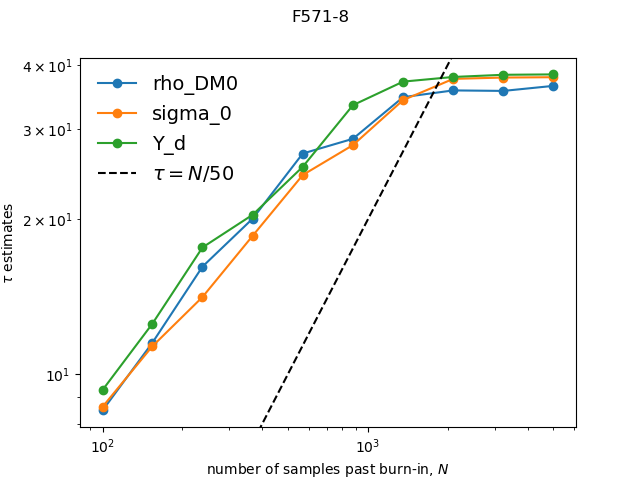 F571-8
4 × 10¹
3 × 10¹
2 × 10¹
10¹
τ estimates
rho_DM0
sigma_0
Y_d
τ = N/50
10² 10³
number of samples past burn-in, N